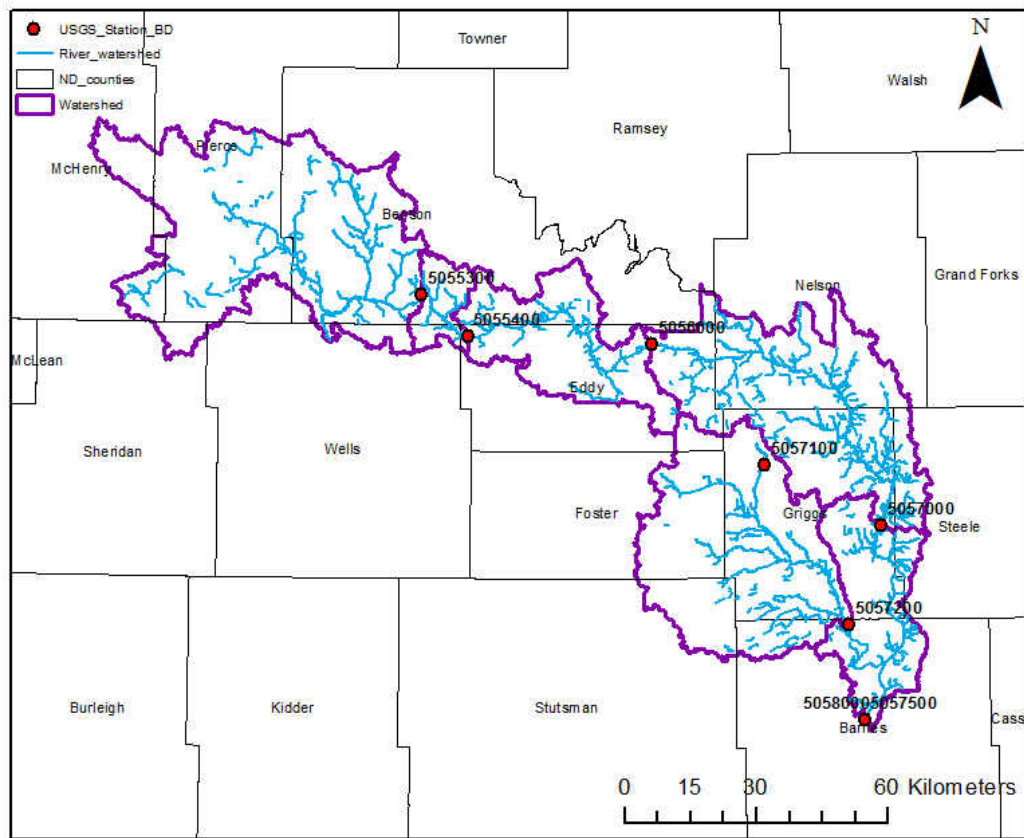 USGS_Station_BD
River_watershed
ND_counties
Watershed
N
Towner
Walsh
Ramsey
Pierce
McHenry
Benson
Grand Forks
Nelson
5055300
5055400
5056000
McLean
Eddy
Sheridan
Wells
5057100
Foster
Griggs
5057000
Steele
5057200
Burleigh
Kidder
Stutsman
50580005057500
Barnes
Cass
0 15 30 60 Kilometers